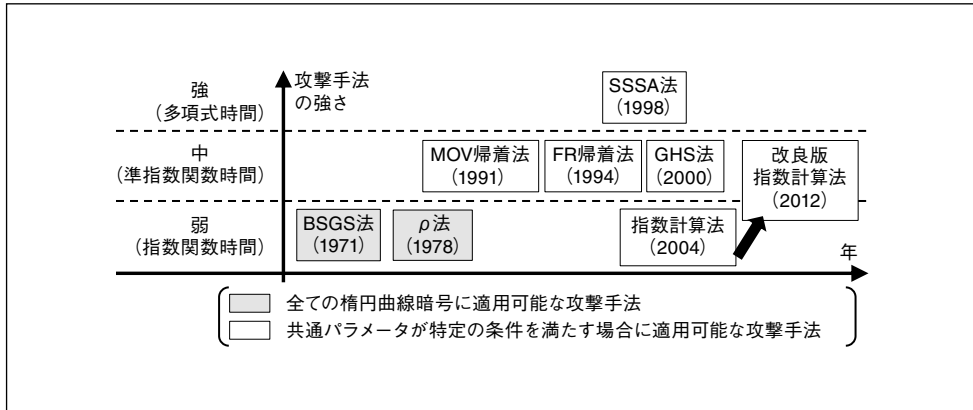 強
（多項式時間）
攻撃手法
の強さ
SSSA法
（1998）
中
（準指数関数時間）
MOV帰着法
（1991）
FR帰着法
（1994）
GHS法
（2000）
改良版
指数計算法
（2012）
弱
（指数関数時間）
BSGS法
（1971）
ρ法
（1978）
指数計算法
（2004）
年
全ての楕円曲線暗号に適用可能な攻撃手法
共通パラメータが特定の条件を満たす場合に適用可能な攻撃手法